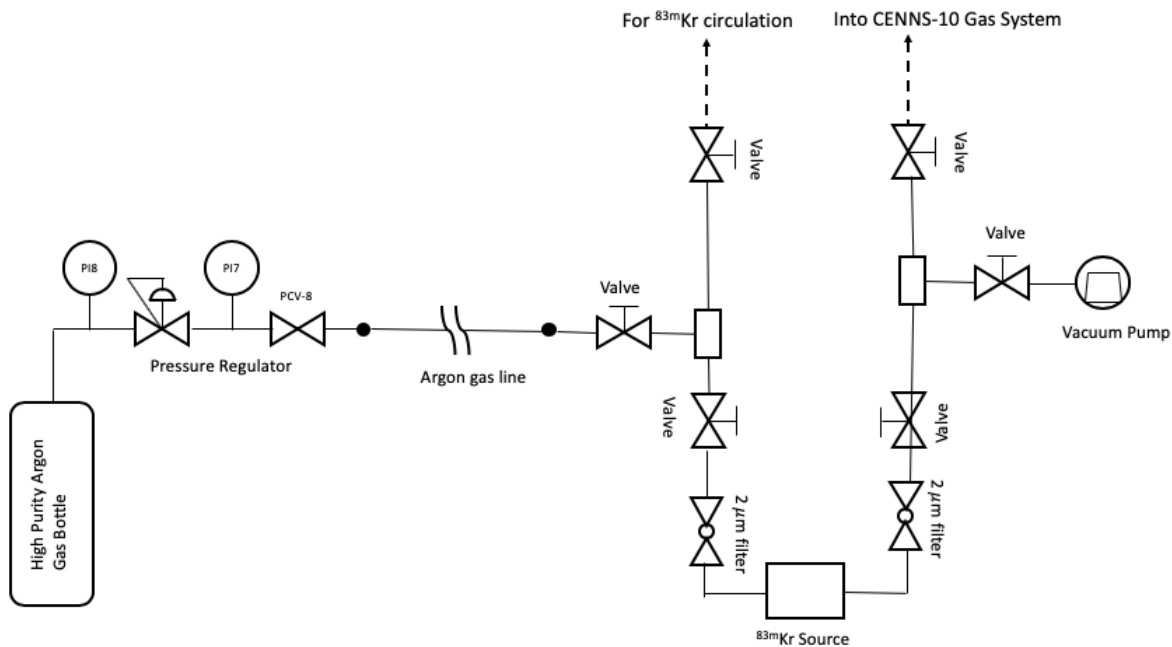 For ⁸³ᵐKr circulation
Into CENNS-10 Gas System
Valve
Valve
Valve
PI8
PI7
PCV-8
Valve
Vacuum Pump
Pressure Regulator
Argon gas line
Valve
Valve
High Purity Argon
Gas Bottle
2 μm filter
2 μm filter
⁸³ᵐKr Source